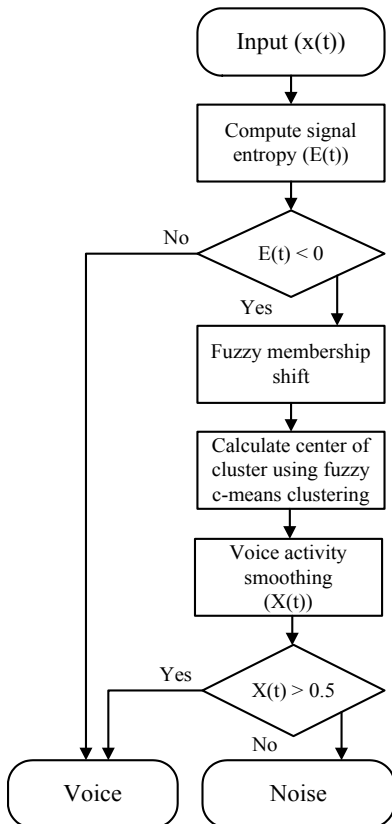 Input (x(t))
Compute signal
entropy (E(t))
No
E(t) < 0
Yes
Fuzzy membership
shift
Calculate center of
cluster using fuzzy
c-means clustering
Voice activity
smoothing
(X(t))
Yes
X(t) > 0.5
No
Voice
Noise